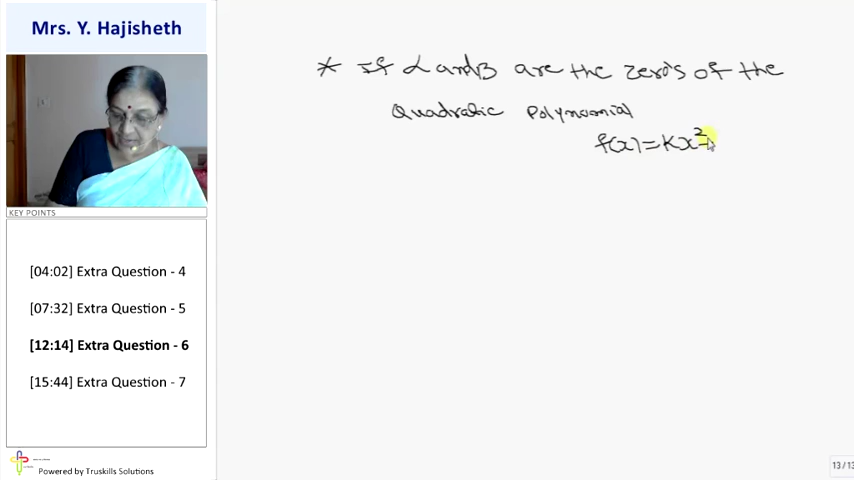 Mrs. Y. Hajisheth
KEY POINTS
[04:02] Extra Question - 4
[07:32] Extra Question - 5
[12:14] Extra Question - 6
[15:44] Extra Question - 7
Powered by Truskills Solutions
* If α and β are the zero's of the
Quadratic Polynomial
f(x)=Kx²-
13/13